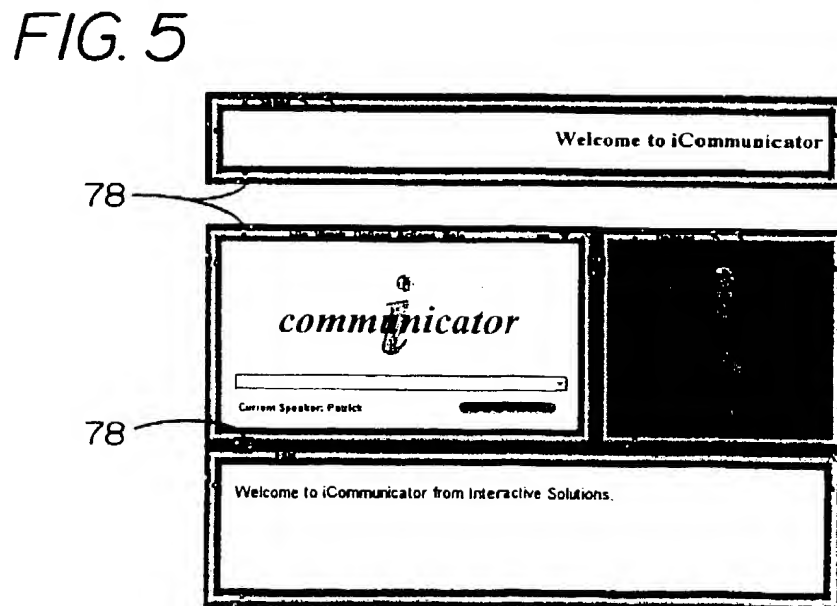 FIG. 5
Welcome to iCommunicator
78
i
communicator
Current Speaker: Patrick
78
Welcome to iCommunicator from Interactive Solutions.